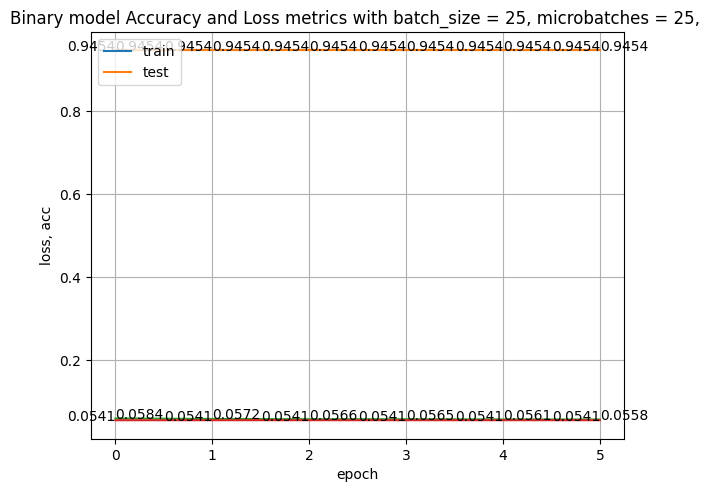 Binary model Accuracy and Loss metrics with batch_size = 25, microbatches = 25,
0.9454 0.9454 0.9454 0.9454 0.9454 0.9454 0.9454 0.9454 0.9454 0.9454 0.9454 0.9454
train
test
0.8
0.6
loss, acc
0.4
0.2
0.0541 0.0584 0.0541 0.0572 0.0541 0.0566 0.0541 0.0565 0.0541 0.0561 0.0541 0.0558
0 1 2 3 4 5
epoch